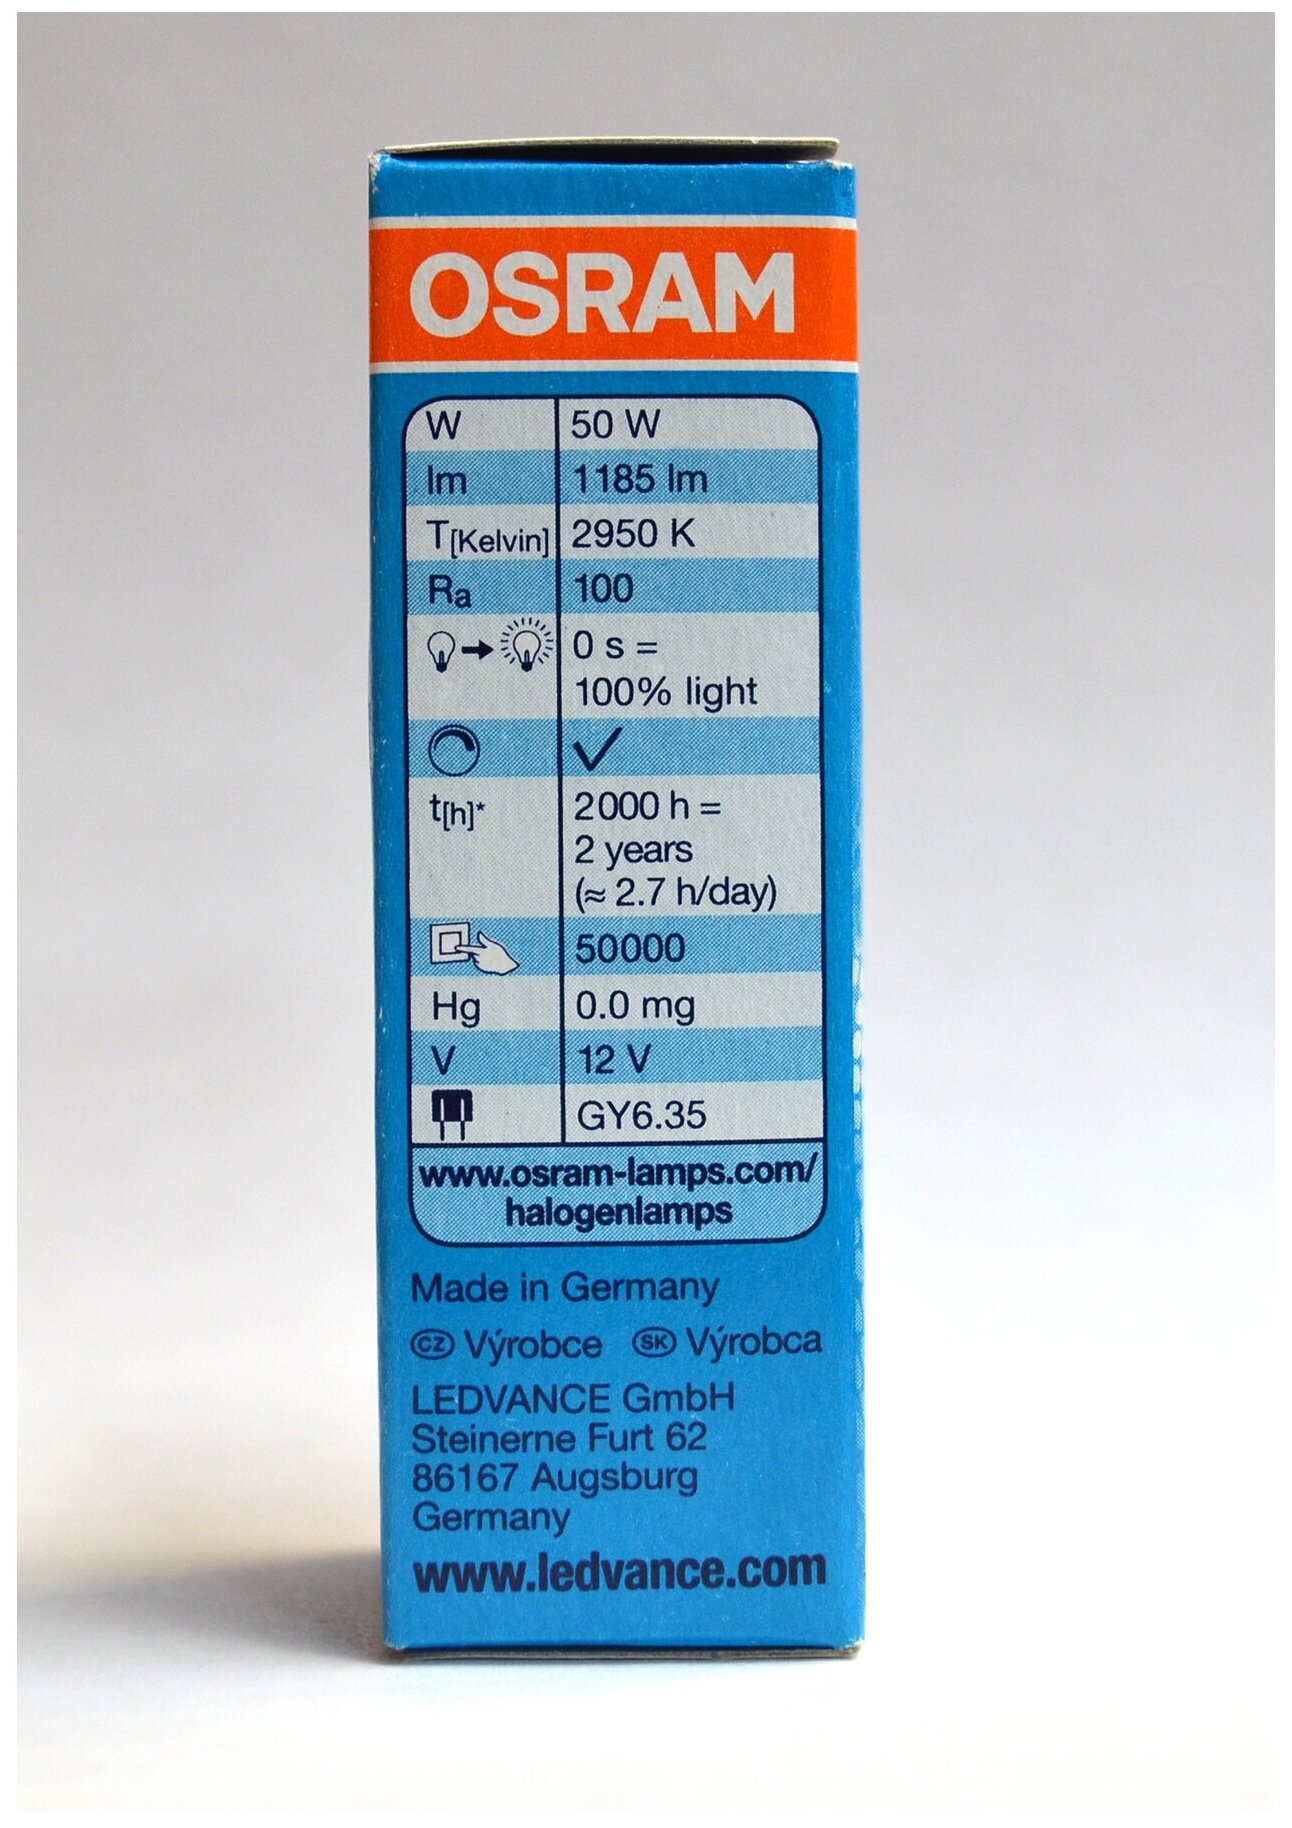 OSRAM
W 50 W
lm 1185 lm
T[Kelvin] 2950 K
Ra 100
0 s =
100% light
✓
t[h]* 2000 h =
2 years
(≈ 2.7 h/day)
50000
Hg 0.0 mg
V 12 V
GY6.35
www.osram-lamps.com/
halogenlamps
Made in Germany
CZ Výrobce SK Výrobca
LEDVANCE GmbH
Steinerne Furt 62
86167 Augsburg
Germany
www.ledvance.com